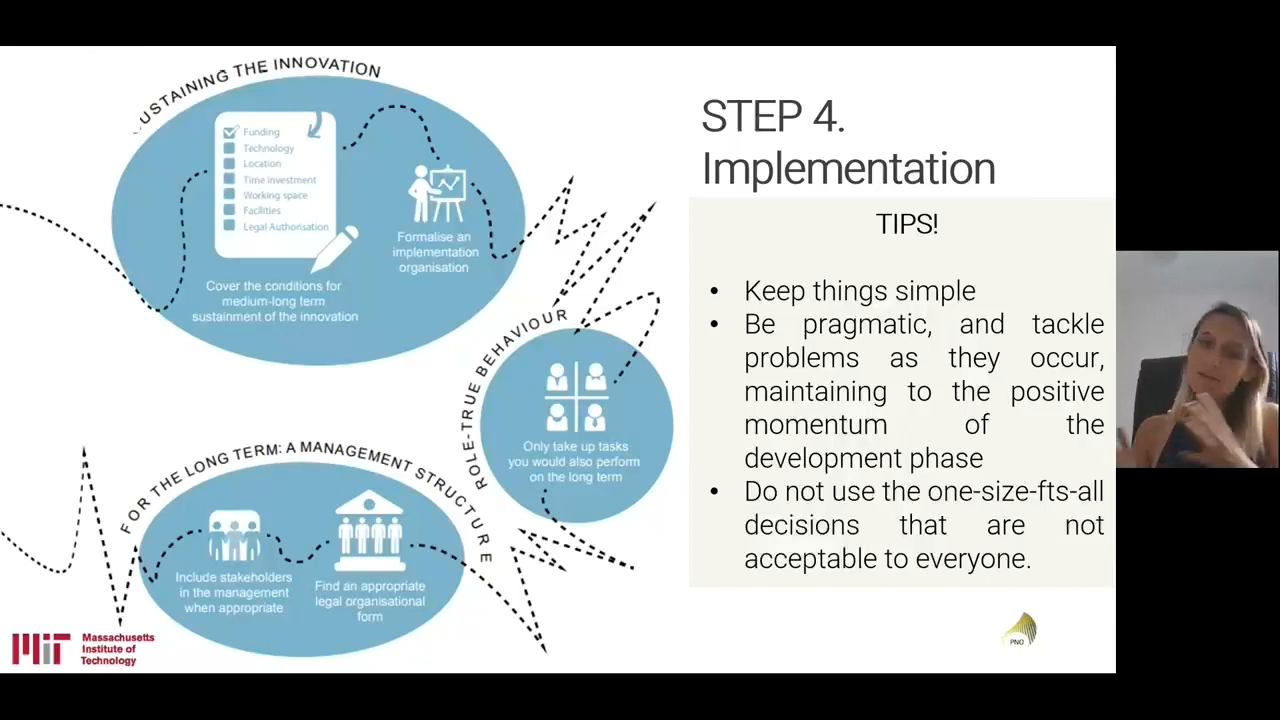 SUSTAINING THE INNOVATION
Funding
Technology
Location
Time investment
Working space
Facilities
Legal Authorisation
Cover the conditions for
medium-long term
sustainment of the innovation
Formalise an
implementation
organisation
ROLE-TRUE BEHAVIOUR
Only take up tasks
you would also perform
on the long term
FOR THE LONG TERM: A MANAGEMENT STRUCTURE
Include stakeholders
in the management
when appropriate
Find an appropriate
legal organisational
form
MIT
Massachusetts
Institute of
Technology
STEP 4.
Implementation
TIPS!
• Keep things simple
• Be pragmatic, and tackle
problems as they occur,
maintaining to the positive
momentum of the
development phase
• Do not use the one-size-fts-all
decisions that are not
acceptable to everyone.
PNO